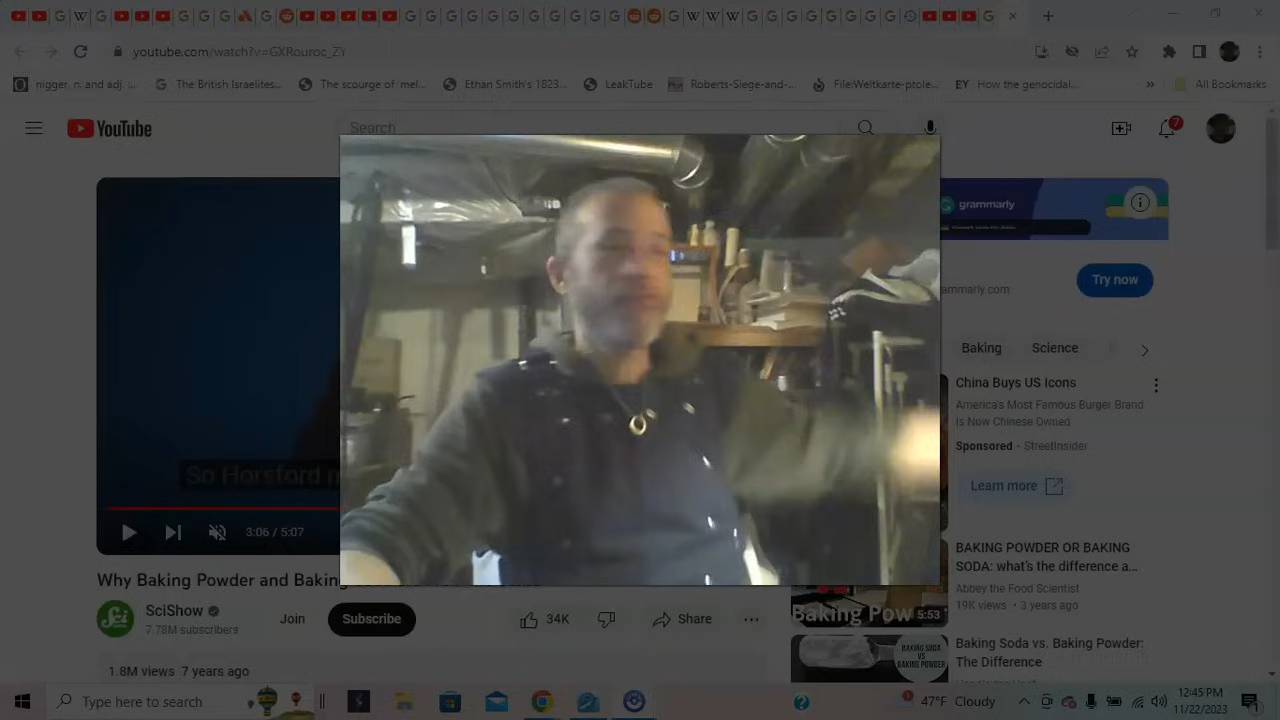 youtube.com/watch?v=GXRouroc_ZY
nigger, n. and adj. :...
The British Israelites...
The scourge of 'mel...
Ethan Smith's 1823...
LeakTube
Roberts-Siege-and-...
File:Weltkarte-ptole...
EY How the genocidal...
»
All Bookmarks
YouTube
Search
7
grammarly
ammarly.com
Try now
So Horsford m
3:06 / 5:07
Baking
Science
China Buys US Icons
America's Most Famous Burger Brand
Is Now Chinese Owned
Sponsored · StreetInsider...
Learn more
BAKING POWDER OR BAKING
SODA: what's the difference a...
Abbey the Food Scientist
19K views • 3 years ago
Baking Pow
5:53
Why Baking Powder and Baking
Sci
SciShow
7.78M subscribers
Join
Subscribe
34K
Share
...
BAKING SODA
VS
BAKING POWDER
Baking Soda vs. Baking Powder:
The Difference
1.8M views 7 years ago
Type here to search
47°F Cloudy
12:45 PM
11/22/2023